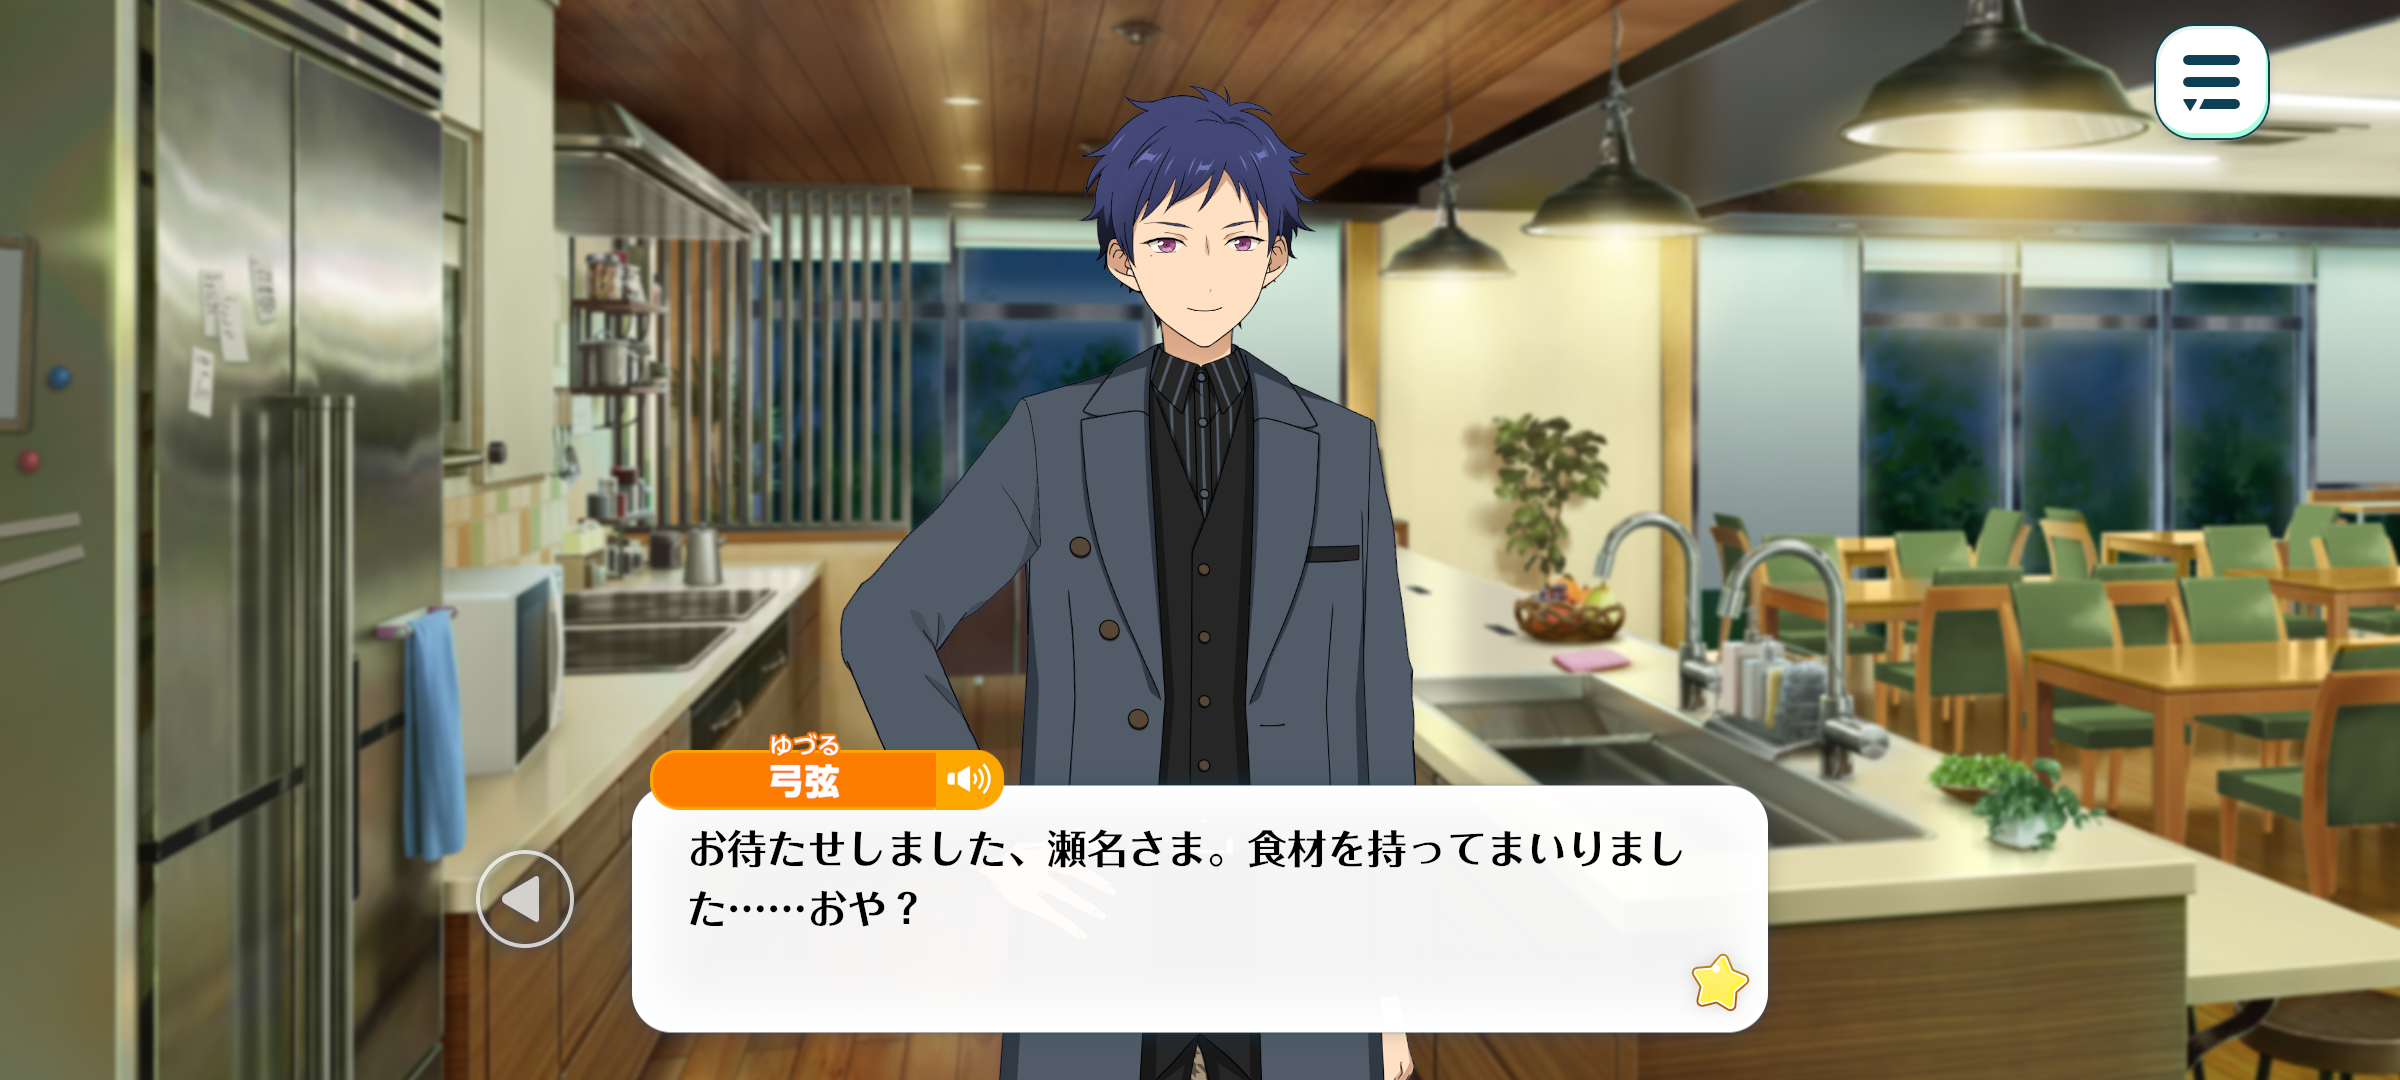 ゆづる
弓弦
お待たせしました、瀬名さま。食材を持ってまいりまし
た……おや？